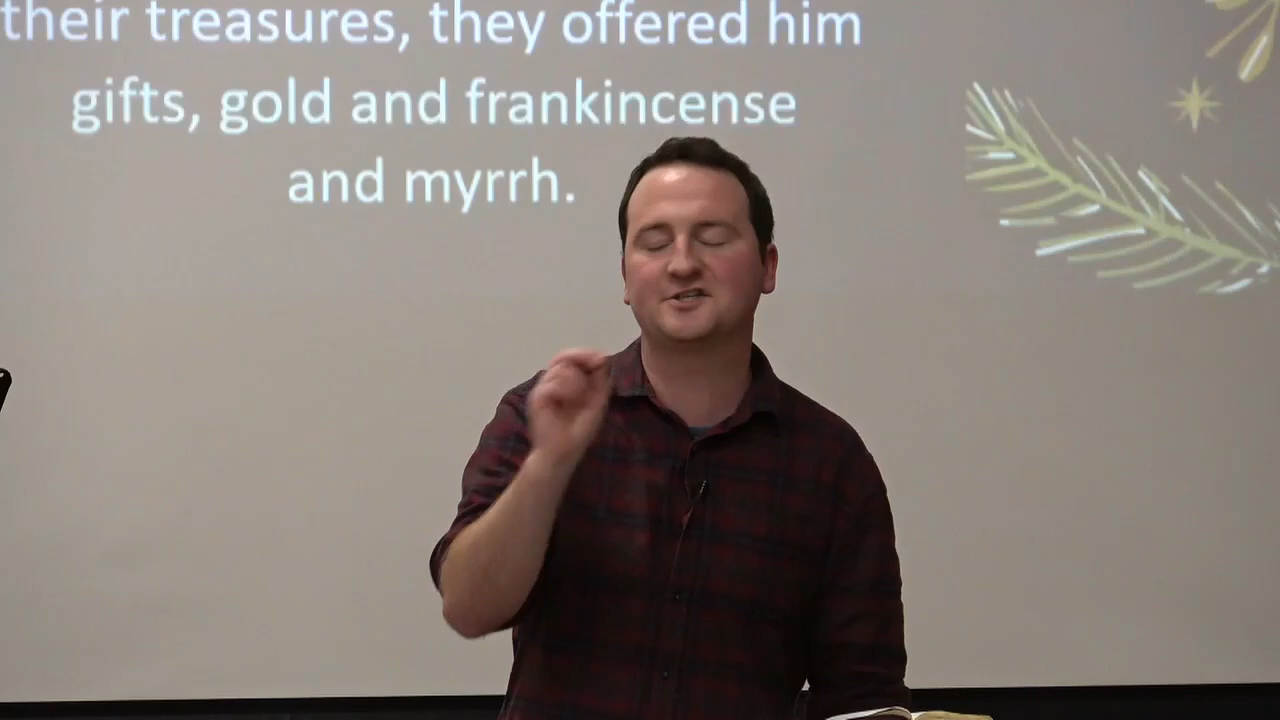 their treasures, they offered him
gifts, gold and frankincense
and myrrh.